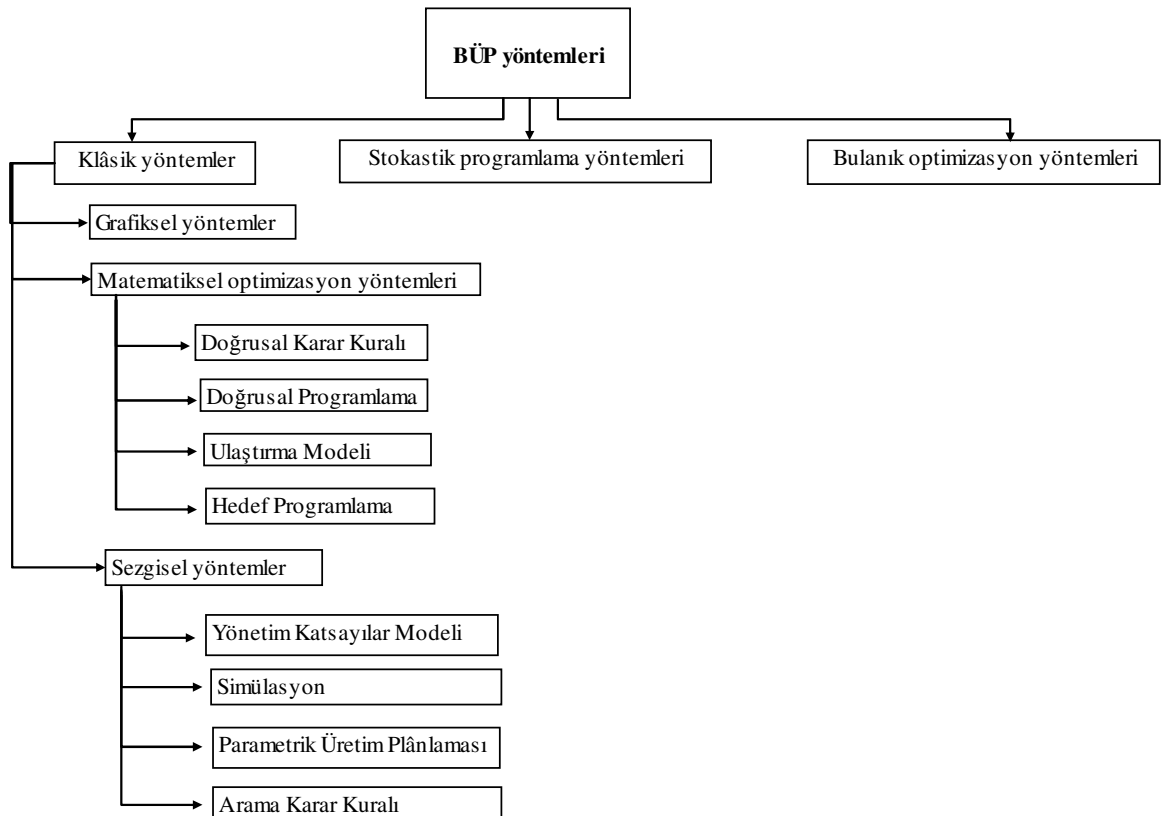 BÜP yöntemleri
Klâsik yöntemler
Stokastik programlama yöntemleri
Bulanık optimizasyon yöntemleri
Grafiksel yöntemler
Matematiksel optimizasyon yöntemleri
Doğrusal Karar Kuralı
Doğrusal Programlama
Ulaştırma Modeli
Hedef Programlama
Sezgisel yöntemler
Yönetim Katsayılar Modeli
Simülasyon
Parametrik Üretim Plânlaması
Arama Karar Kuralı